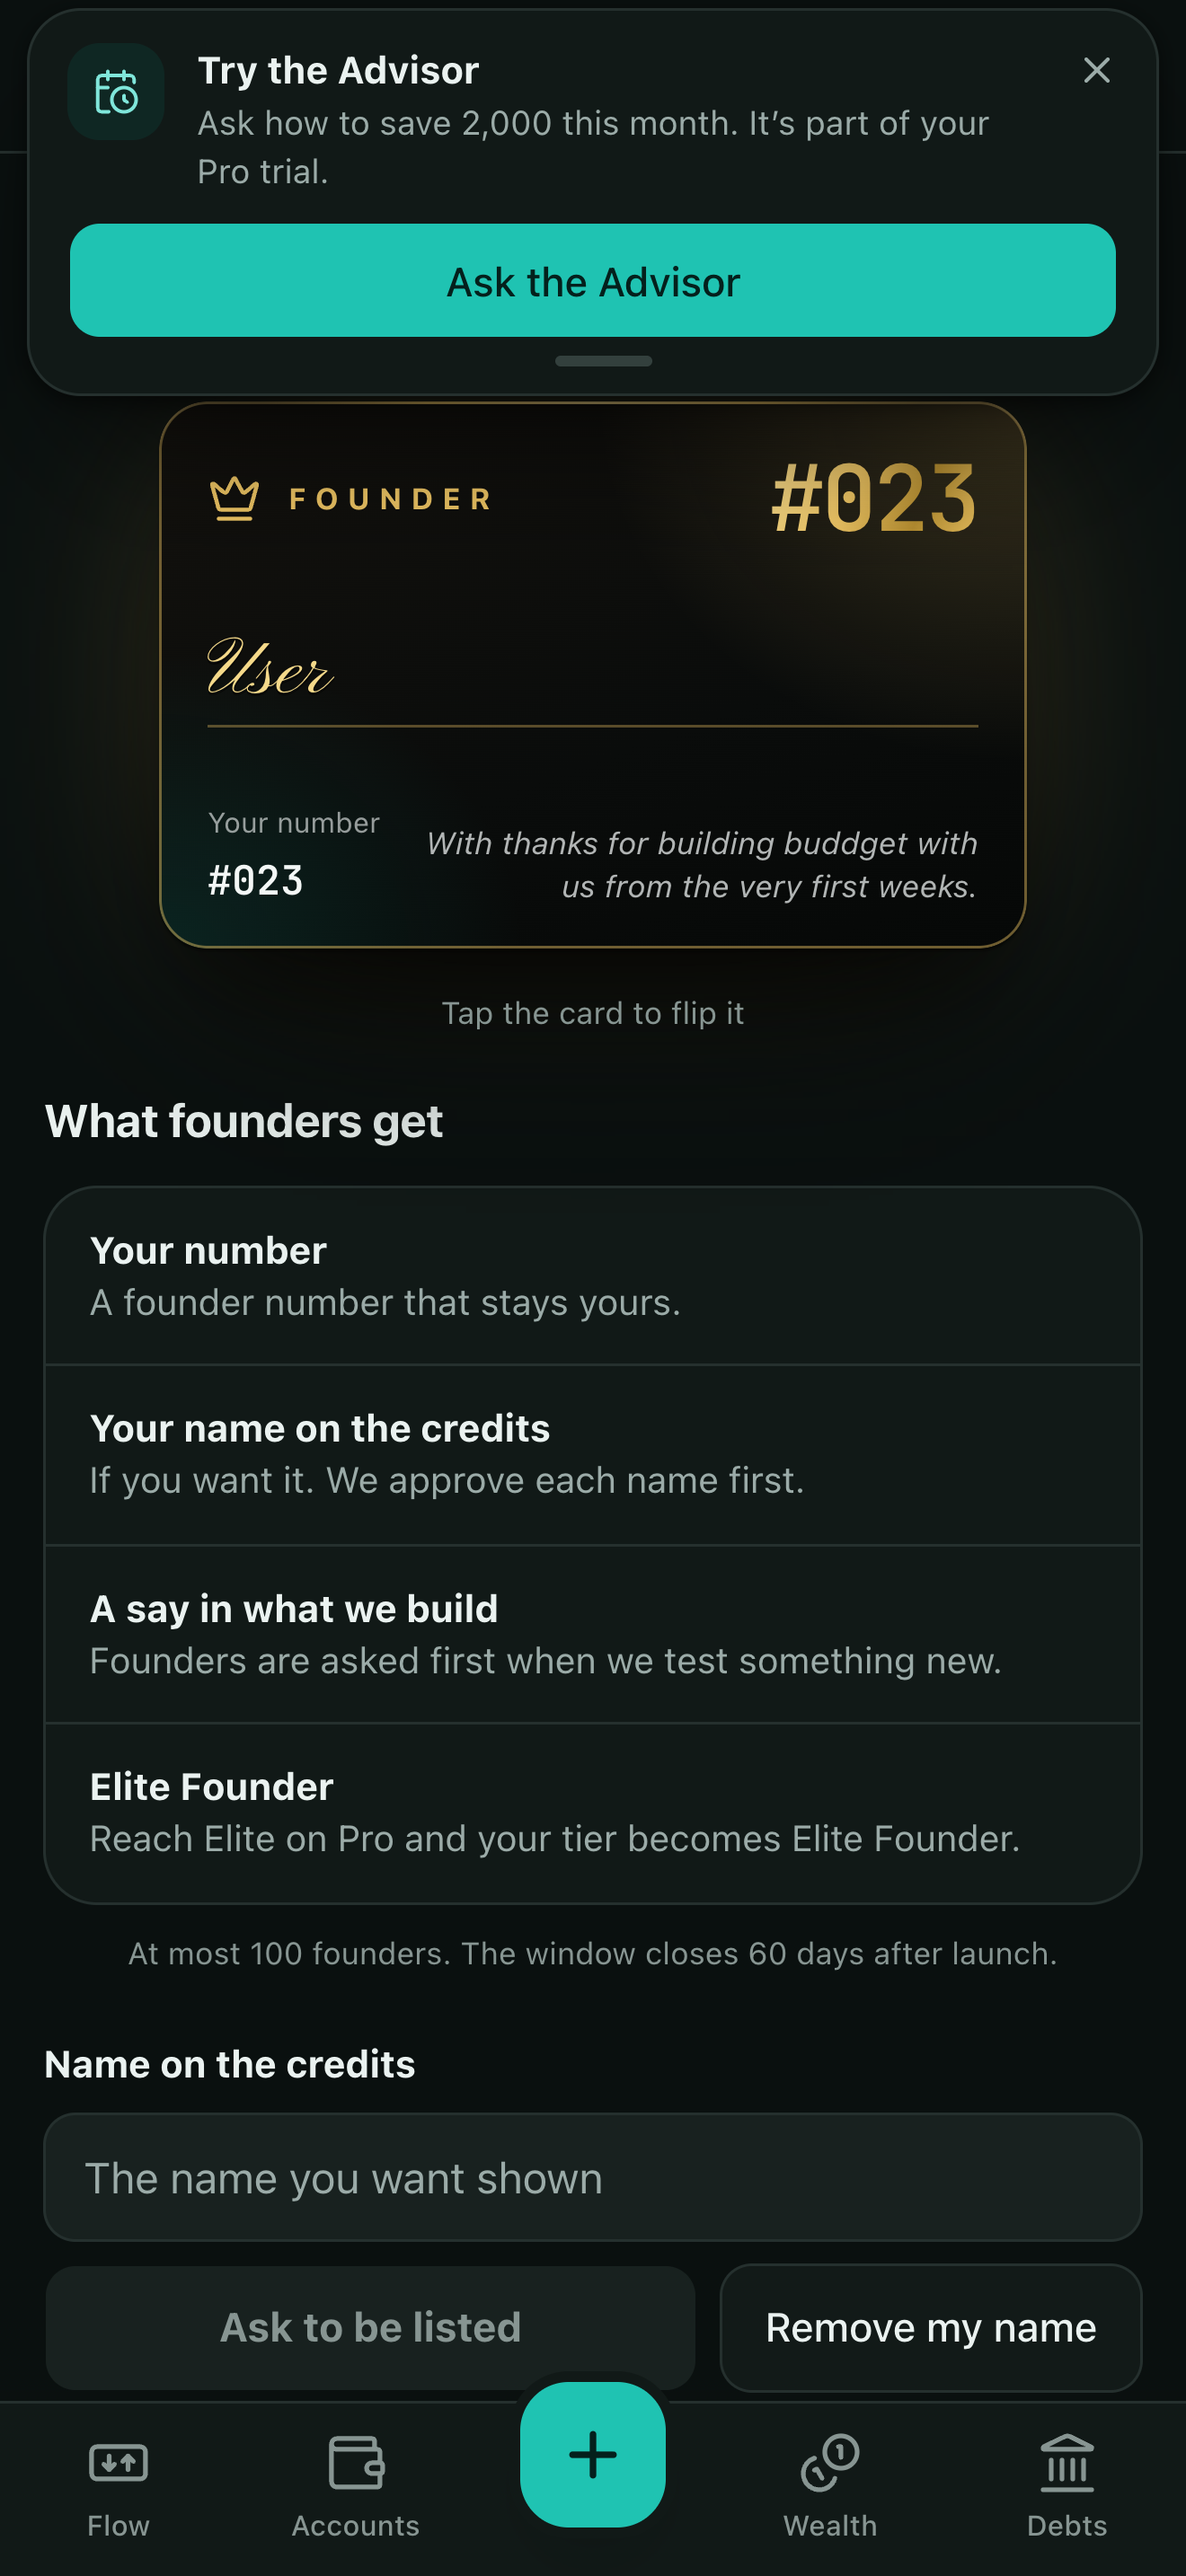 Try the Advisor
Ask how to save 2,000 this month. It’s part of your
Pro trial.
Ask the Advisor
FOUNDER
#023
User
Your number
#023
With thanks for building buddget with
us from the very first weeks.
Tap the card to flip it
What founders get
Your number
A founder number that stays yours.
Your name on the credits
If you want it. We approve each name first.
A say in what we build
Founders are asked first when we test something new.
Elite Founder
Reach Elite on Pro and your tier becomes Elite Founder.
At most 100 founders. The window closes 60 days after launch.
Name on the credits
The name you want shown
Ask to be listed
Remove my name
Flow
Accounts
Wealth
Debts